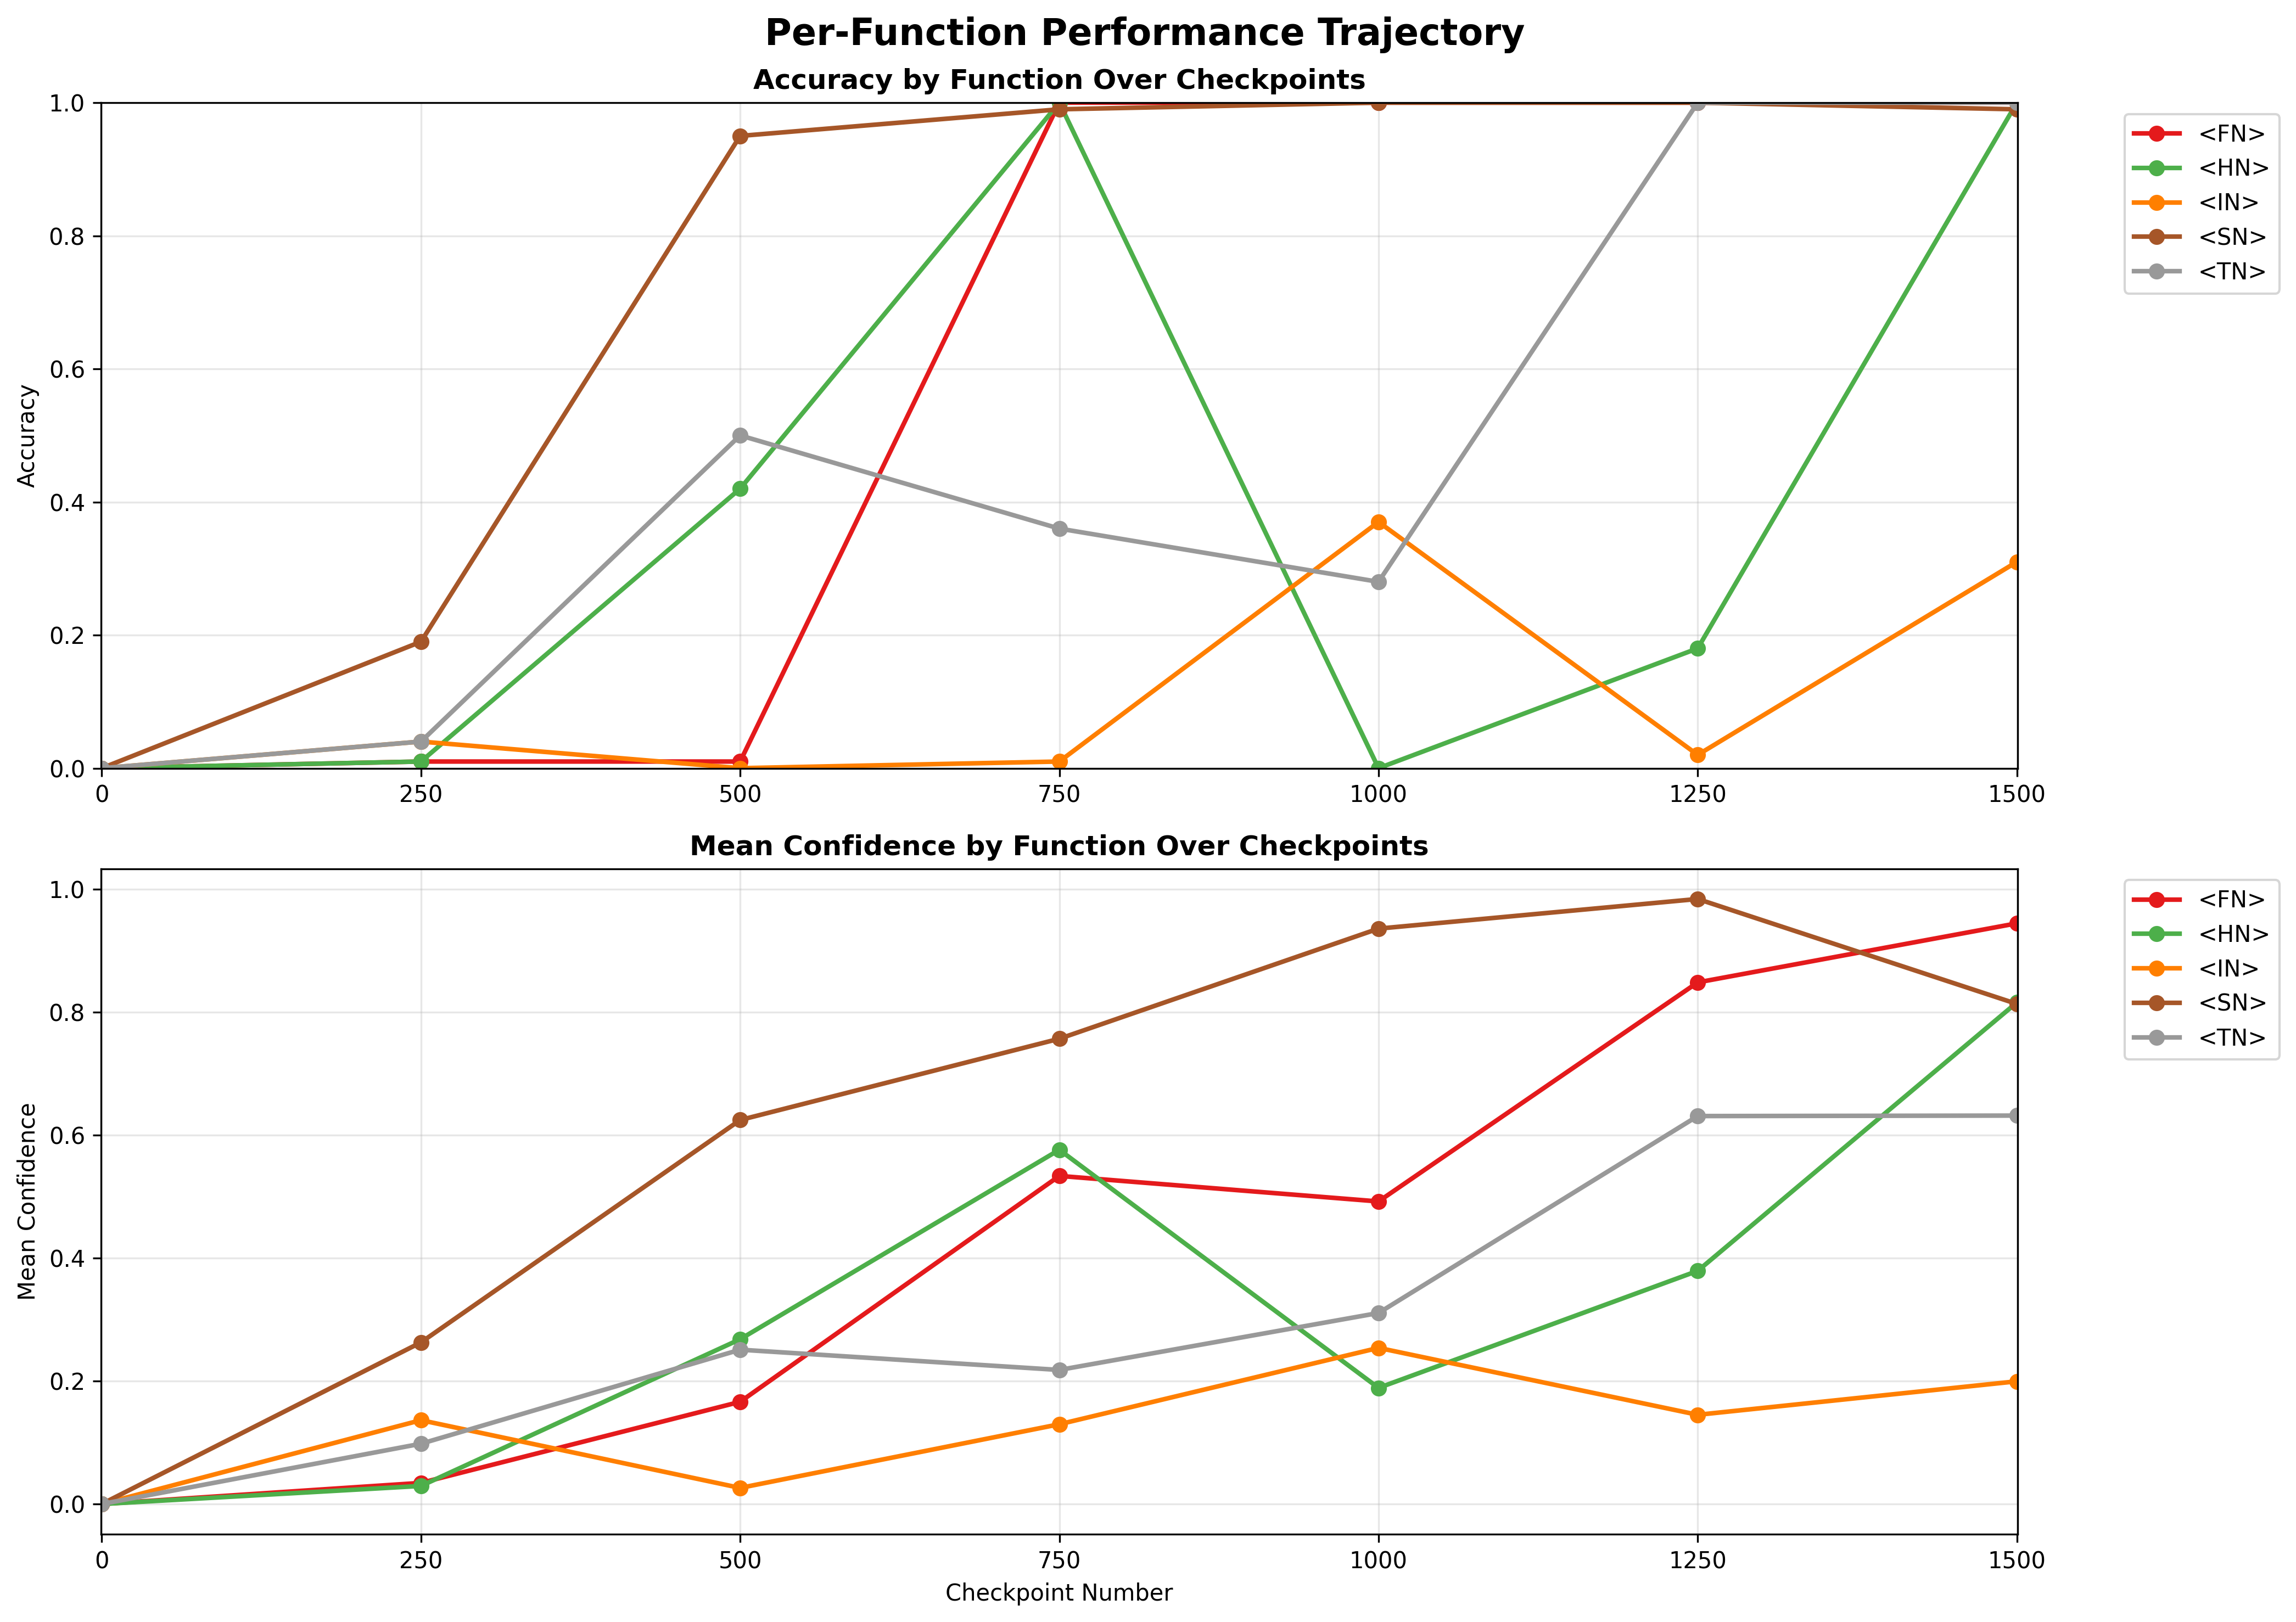 Per-Function Performance Trajectory
Accuracy by Function Over Checkpoints
1.0
0.8
0.6
0.4
0.2
0.0
Accuracy
0 250 500 750 1000 1250 1500
<FN>
<HN>
<IN>
<SN>
<TN>
Mean Confidence by Function Over Checkpoints
1.0
0.8
0.6
0.4
0.2
0.0
Mean Confidence
0 250 500 750 1000 1250 1500
Checkpoint Number
<FN>
<HN>
<IN>
<SN>
<TN>